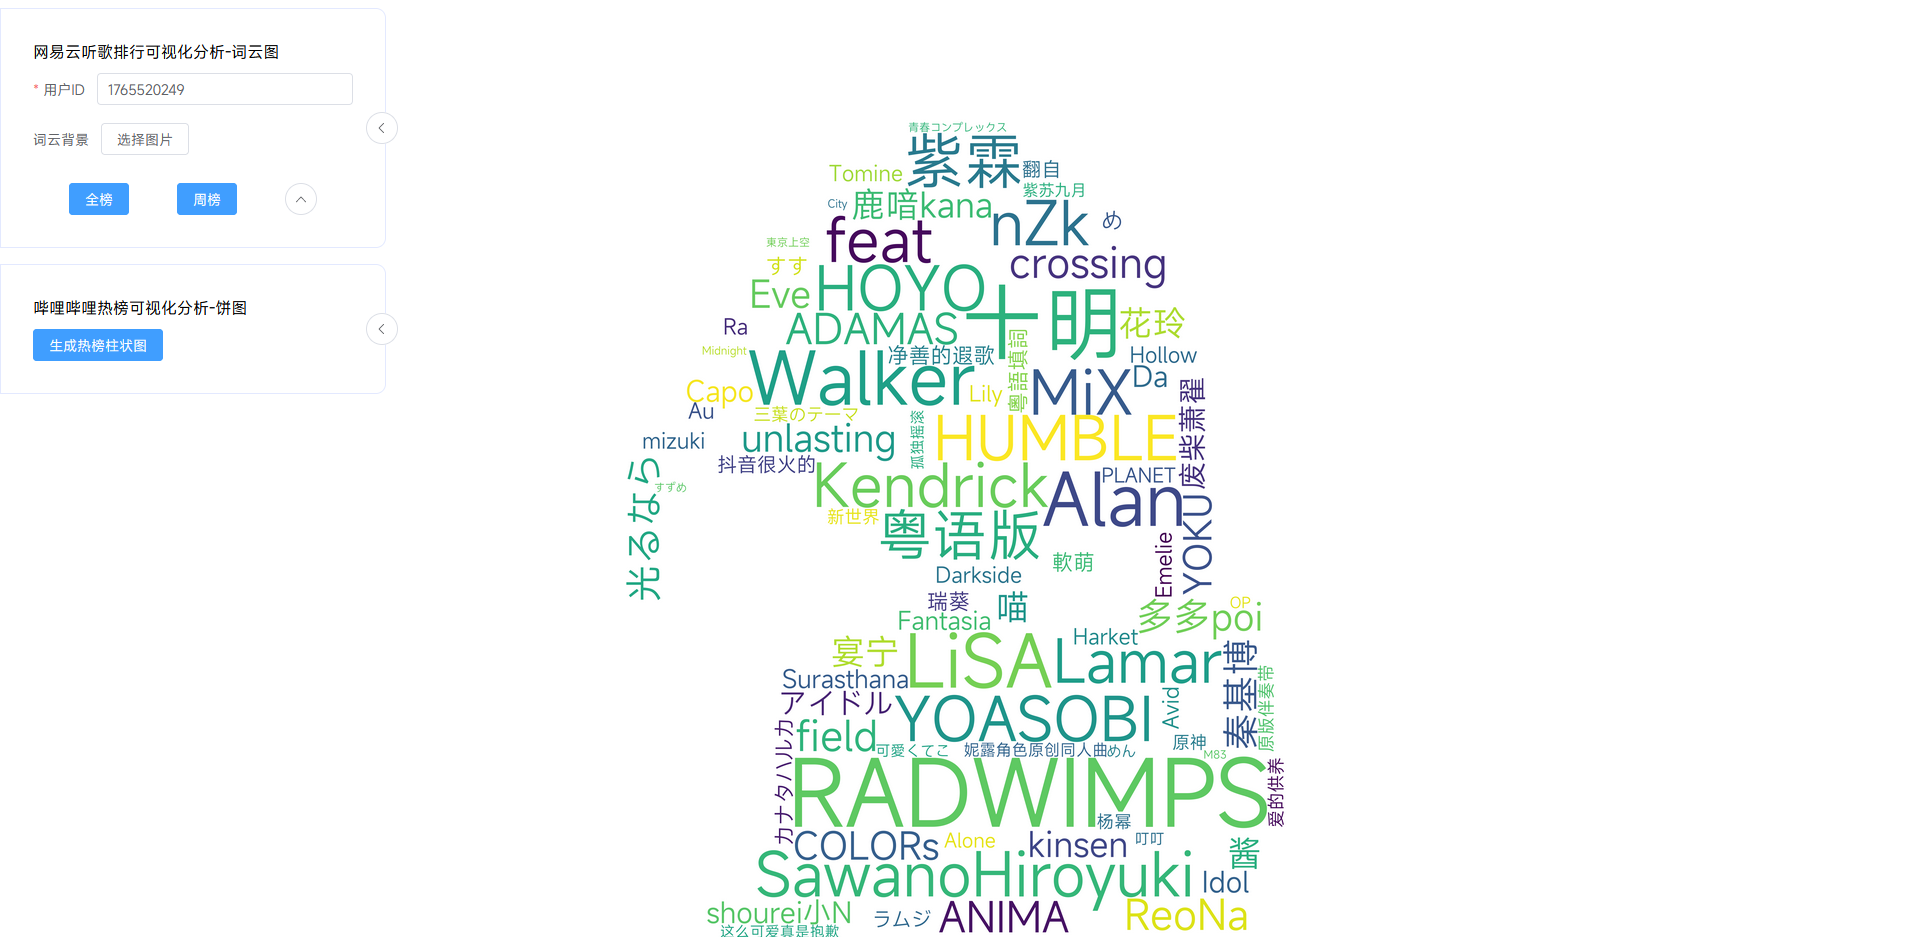 网易云听歌排行可视化分析-词云图
* 用户ID 1765520249
词云背景 选择图片
全榜 周榜
哔哩哔哩热榜可视化分析-饼图
生成热榜柱状图
青春コンプレックス
紫霖
Tomine
翻自
紫苏九月
City
鹿喑kana
nZk
め
feat
東京上空
すす
crossing
HOYO
Eve
十明
花玲
Ra
ADAMAS
Midnight
净善的遐歌
粤語填詞
Hollow
Walker
Da
MiX
Capo
Lily
废柴萧翟
Au
三葉のテーマ
孤独摇滚
HUMBLE
mizuki
unlasting
抖音很火的
光るなら
すずめ
Kendrick
PLANET
Alan
YOKU
新世界
粤语版
軟萌
Emelie
Darkside
瑞葵
喵
OP
多多poi
Fantasia
Harket
宴宁
LiSA
Lamar
秦基博
原版伴奏带
Surasthana
アイドル
YOASOBI
Avid
カナタハルカ
field
可愛くてこ
妮露角色原创同人曲
めん
原神
M83
RADWIMPS
爱的供养
杨幂
COLORs
Alone
kinsen
叮叮
酱
SawanoHiroyuki
Idol
shourei小N
ラムジ
ANIMA
ReoNa
这么可爱真是抱歉